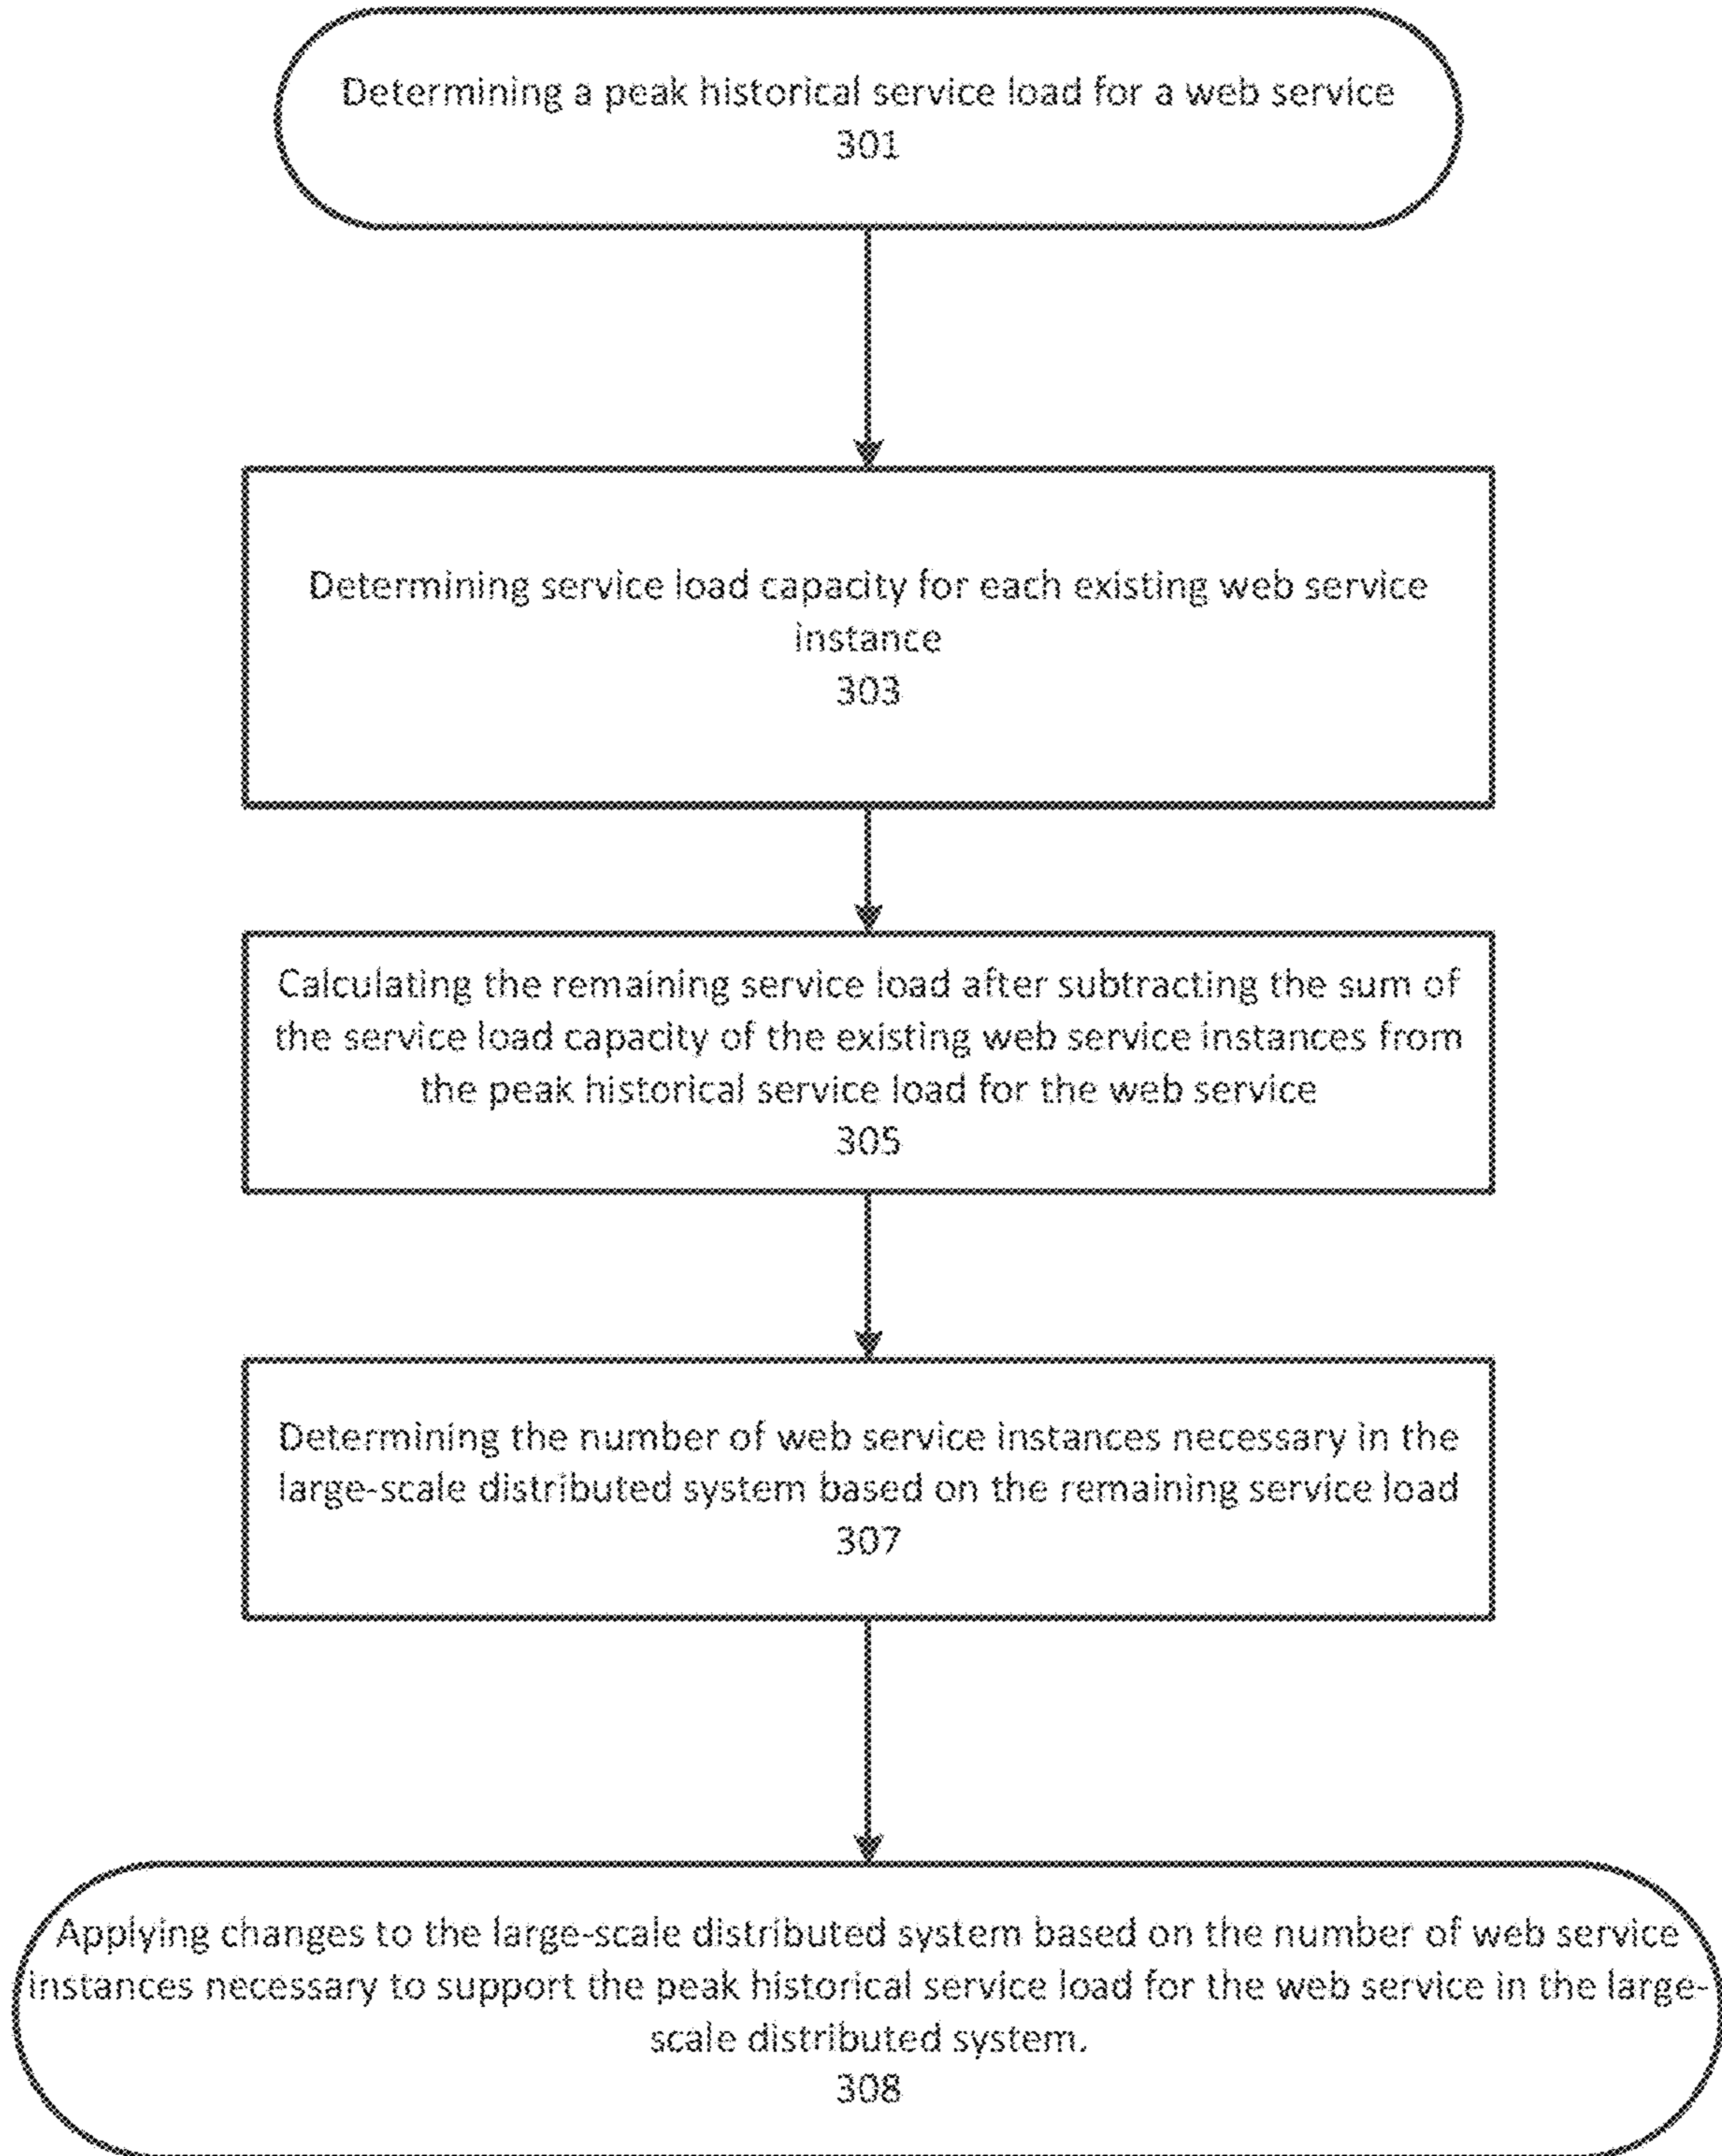 Determining a peak historical service load for a web service
301
Determining service load capacity for each existing web service
instance
303
Calculating the remaining service load after subtracting the sum of
the service load capacity of the existing web service instances from
the peak historical service load for the web service
305
Determining the number of web service instances necessary in the
large-scale distributed system based on the remaining service load
307
Applying changes to the large-scale distributed system based on the number of web service
instances necessary to support the peak historical service load for the web service in the large-
scale distributed system.
308